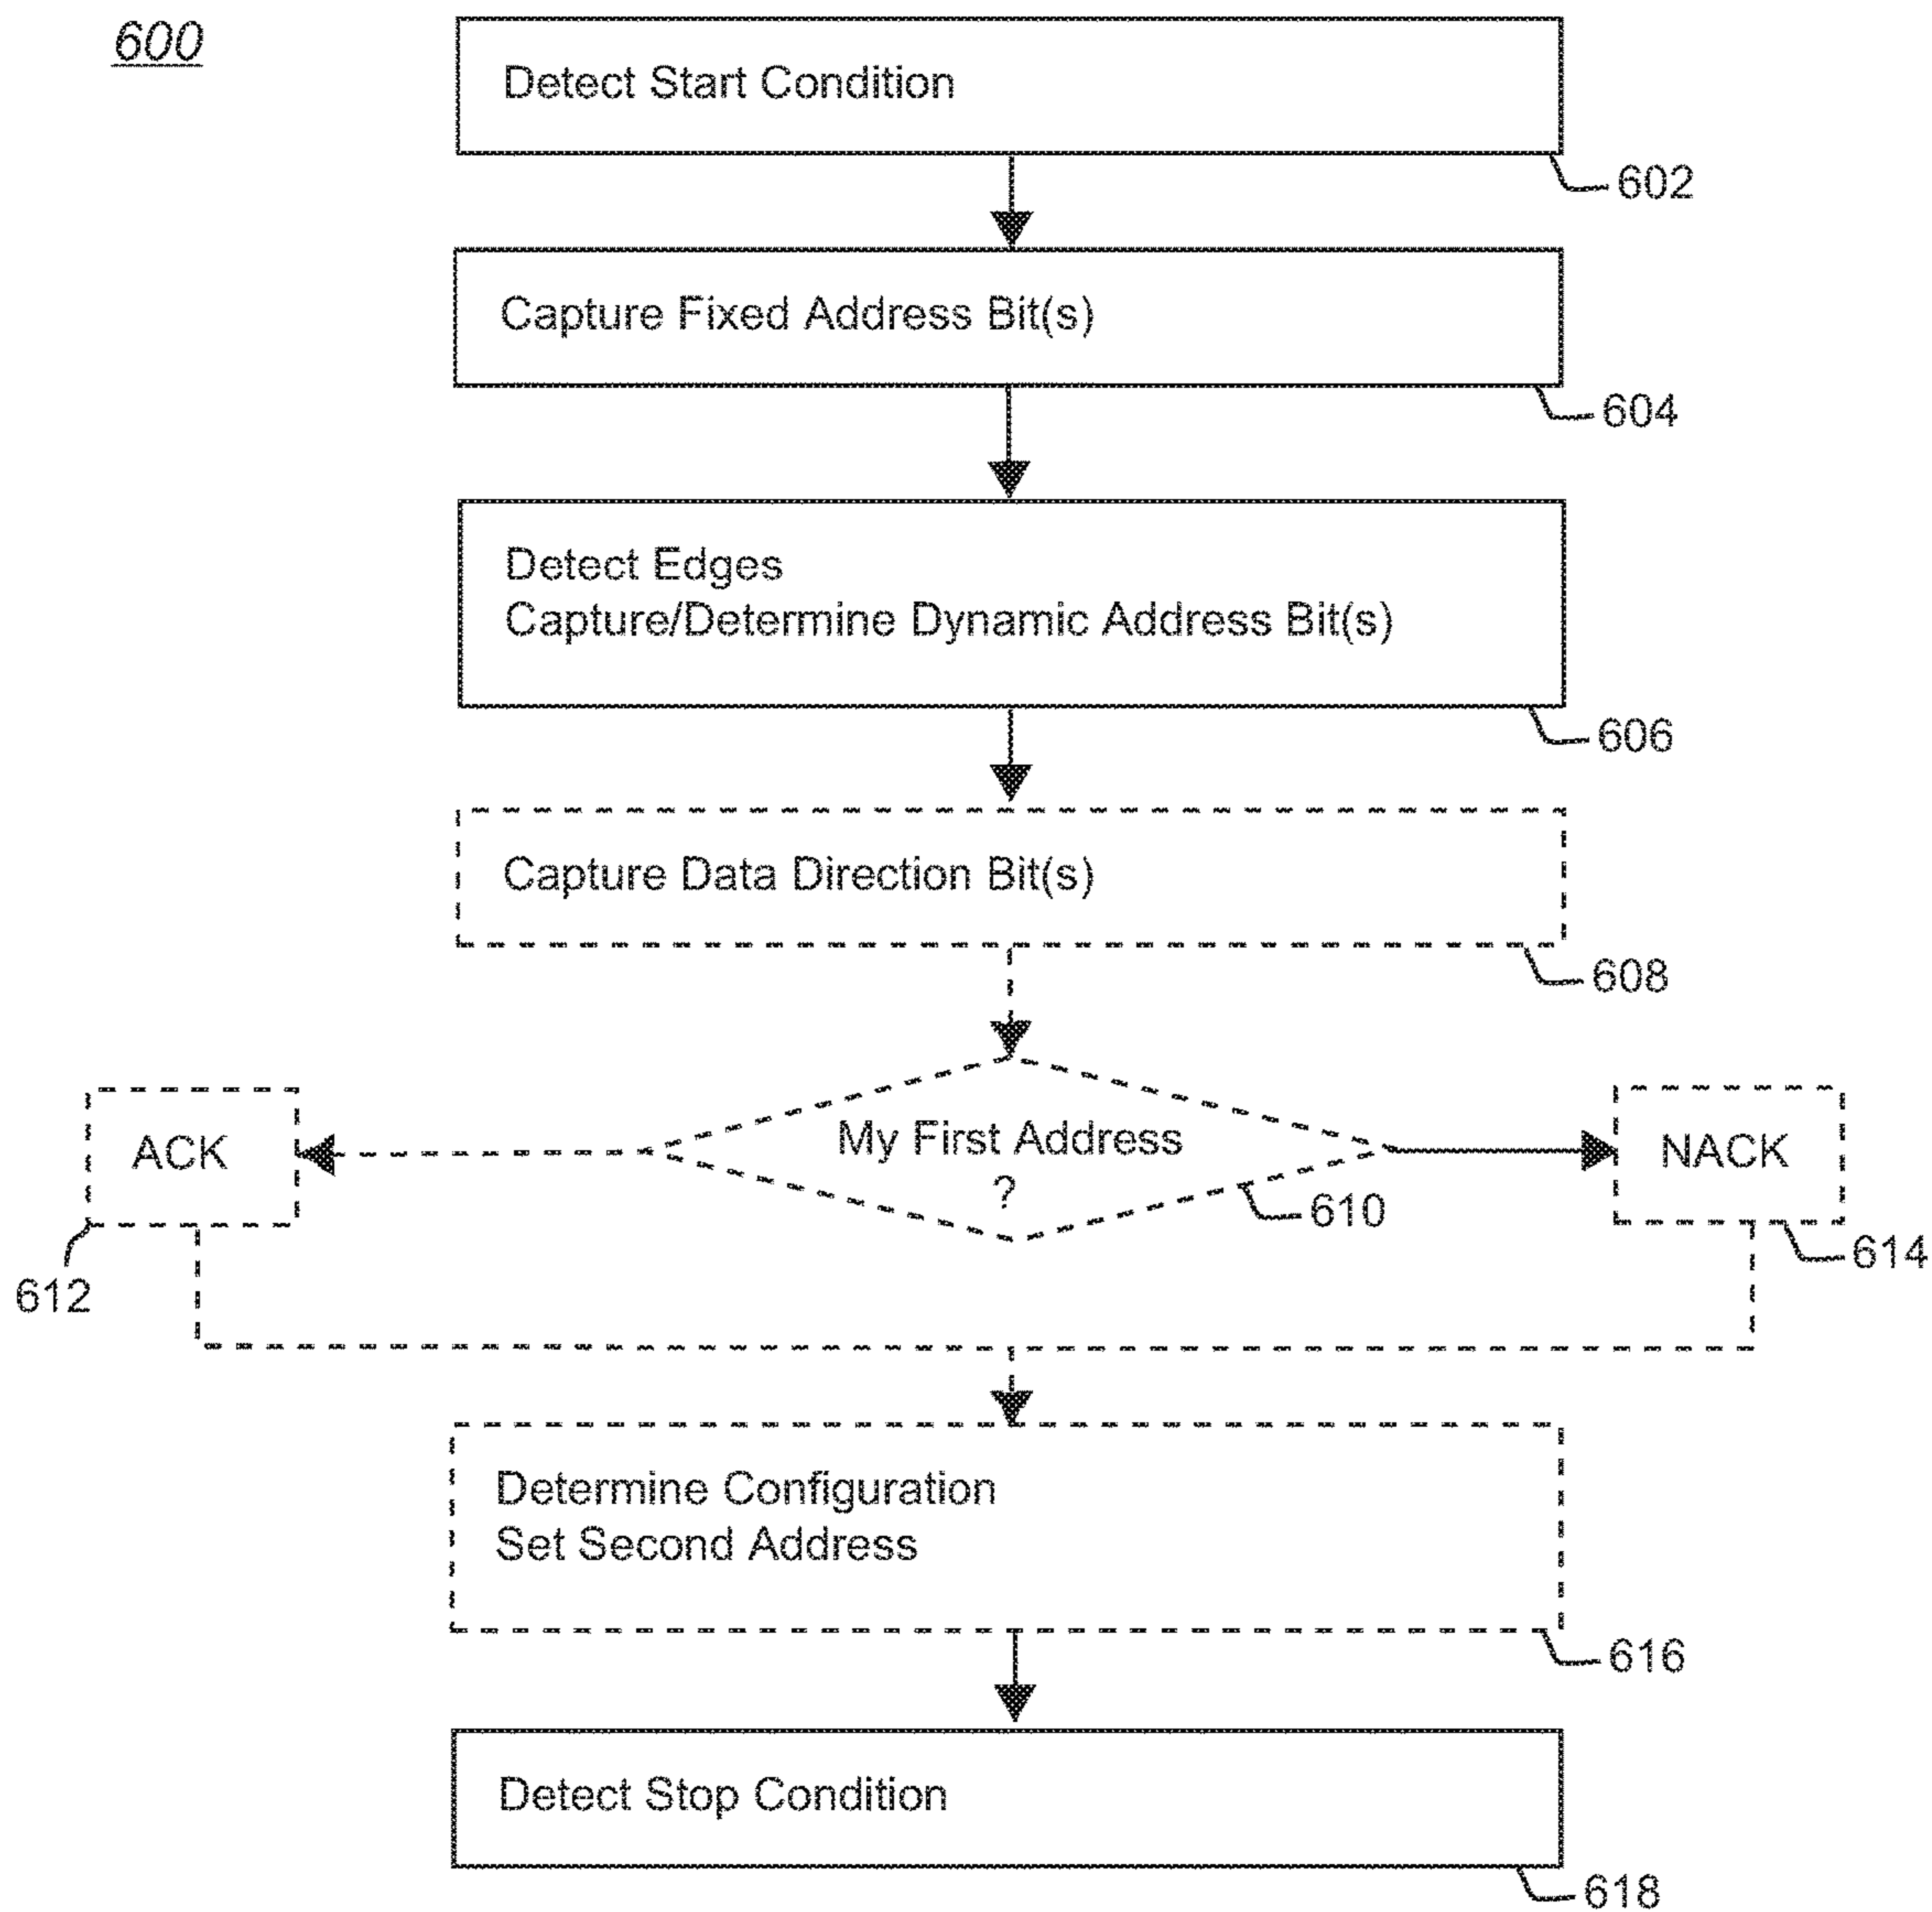 600
Detect Start Condition
602
Capture Fixed Address Bit(s)
604
Detect Edges
Capture/Determine Dynamic Address Bit(s)
606
Capture Data Direction Bit(s)
608
My First Address
?
610
ACK
612
NACK
614
Determine Configuration
Set Second Address
616
Detect Stop Condition
618